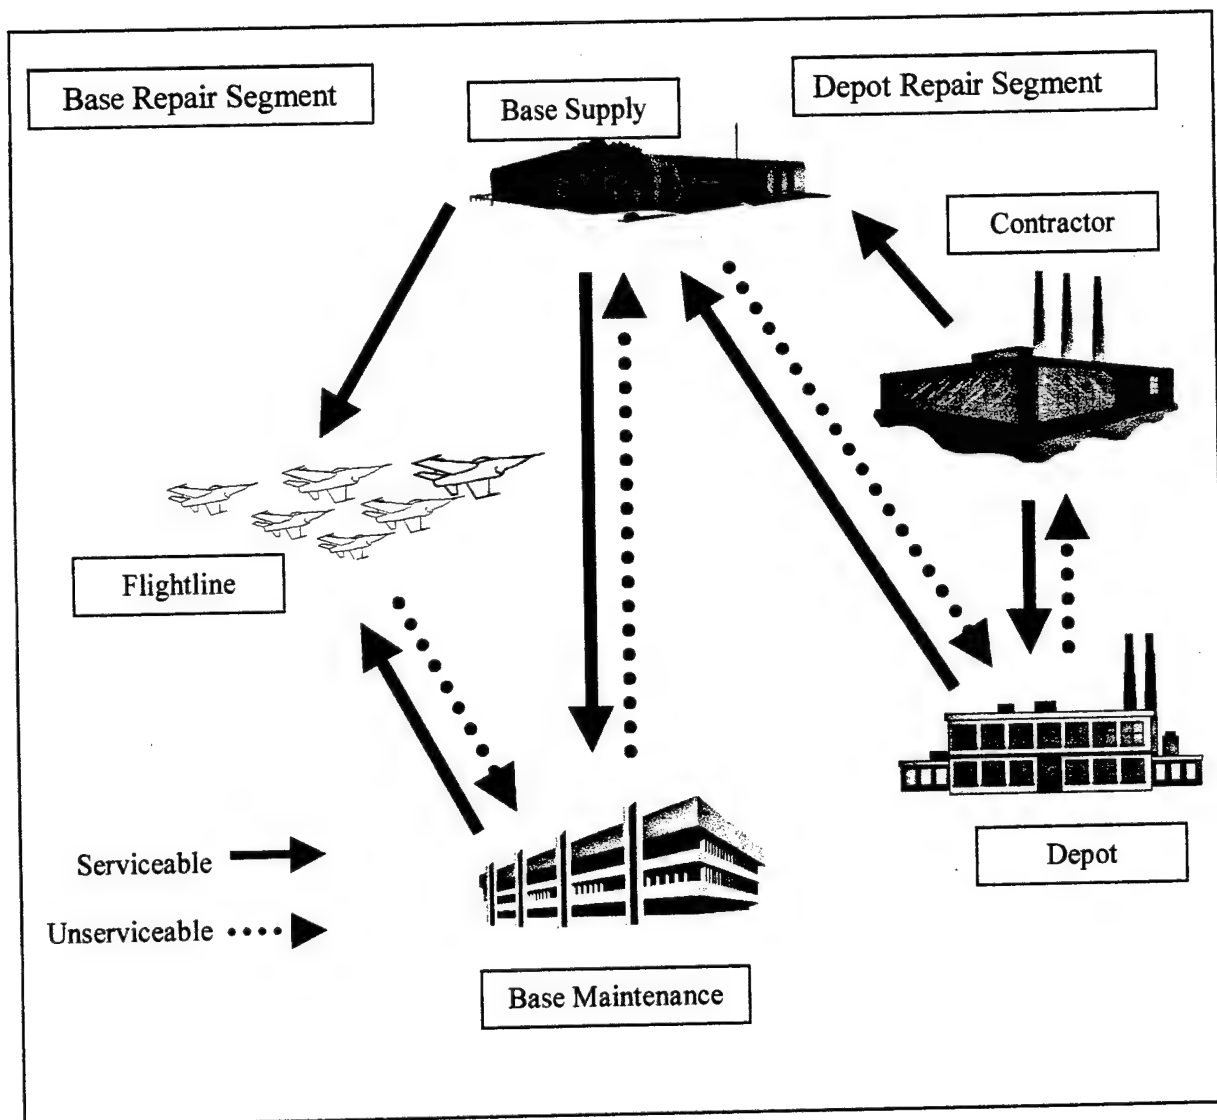 Base Repair Segment
Base Supply
Depot Repair Segment
Contractor
Flightline
Serviceable
Unserviceable
Depot
Base Maintenance